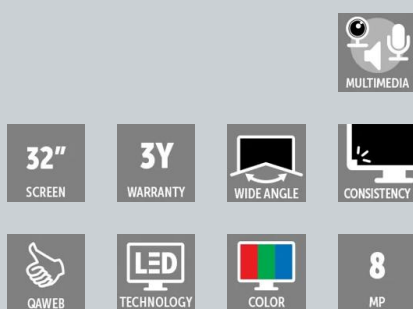 MULTIMEDIA
32"
SCREEN
3Y
WARRANTY
WIDE ANGLE
CONSISTENCY
QAWEB
LED
TECHNOLOGY
COLOR
8
MP